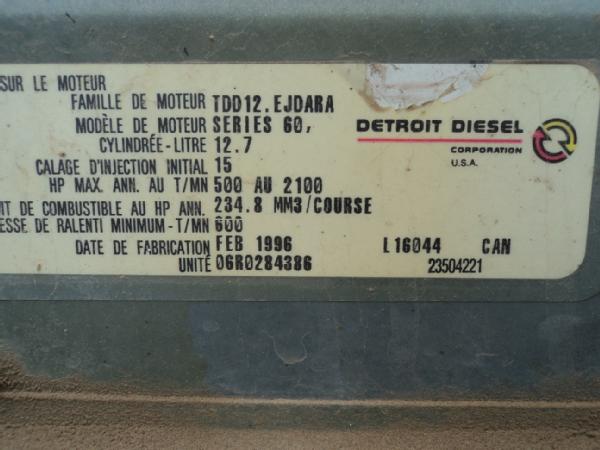 SUR LE MOTEUR
FAMILLE DE MOTEUR TDD12.EJDARA
MODÈLE DE MOTEUR SERIES 60,
CYLINDRÉE - LITRE 12.7
CALAGE D'INJECTION INITIAL 15
HP MAX. ANN. AU T/MN 500 AU 2100
IT DE COMBUSTIBLE AU HP ANN. 234.8 MM3/COURSE
ESSE DE RALENTI MINIMUM - T/MN 600
DATE DE FABRICATION FEB 1996
UNITÉ 06R0284386
DETROIT DIESEL
CORPORATION
U.S.A.
L16044 CAN
23504221